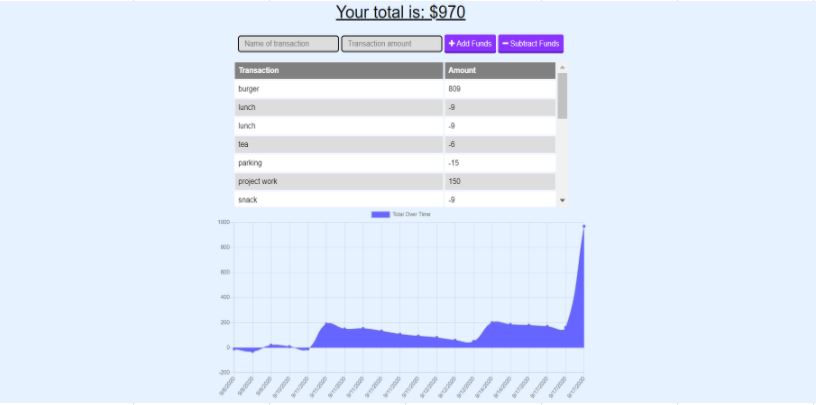 Your total is: $970
Name of transaction Transaction amount + Add Funds − Subtract Funds
Transaction Amount
burger 809
lunch -9
lunch -9
tea -6
parking -15
project work 150
snack -9
Total Over Time
1000
800
600
400
200
0
-200